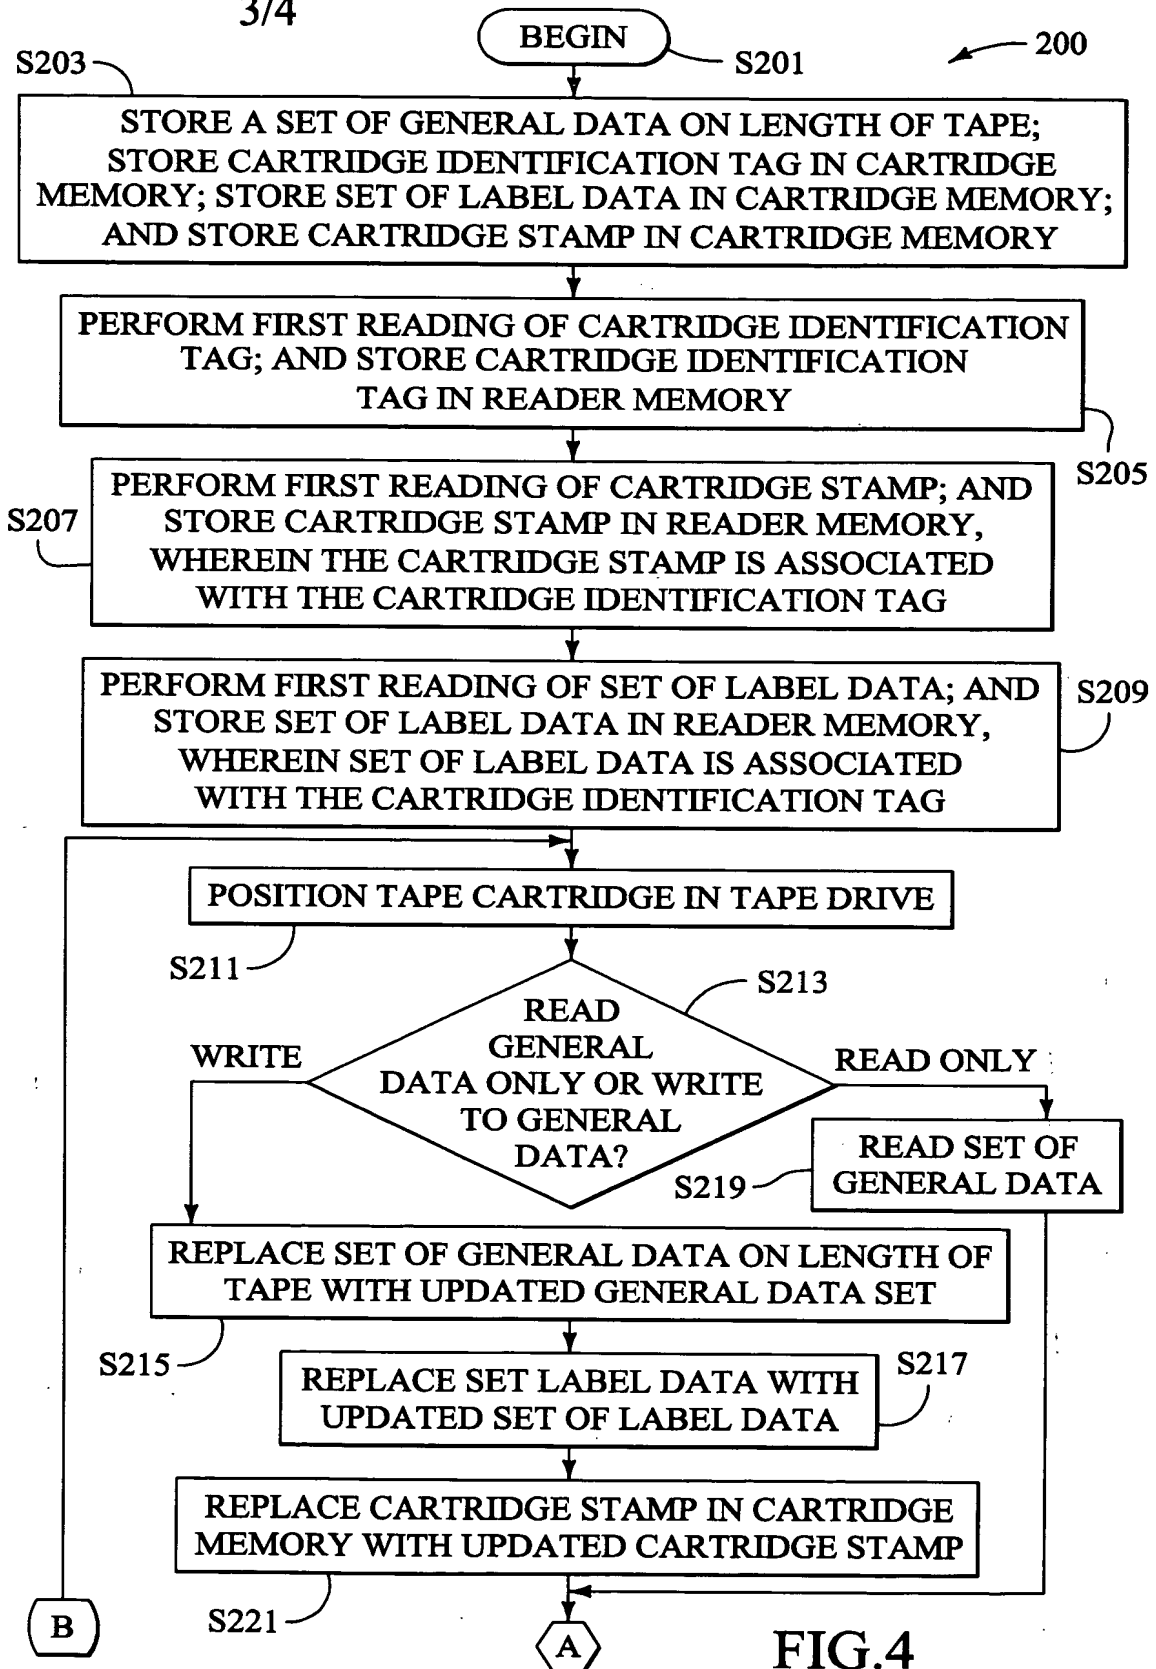 3/4
BEGIN
S201
200
S203
STORE A SET OF GENERAL DATA ON LENGTH OF TAPE;
STORE CARTRIDGE IDENTIFICATION TAG IN CARTRIDGE
MEMORY; STORE SET OF LABEL DATA IN CARTRIDGE MEMORY;
AND STORE CARTRIDGE STAMP IN CARTRIDGE MEMORY
PERFORM FIRST READING OF CARTRIDGE IDENTIFICATION
TAG; AND STORE CARTRIDGE IDENTIFICATION
TAG IN READER MEMORY
S205
S207
PERFORM FIRST READING OF CARTRIDGE STAMP; AND
STORE CARTRIDGE STAMP IN READER MEMORY,
WHEREIN THE CARTRIDGE STAMP IS ASSOCIATED
WITH THE CARTRIDGE IDENTIFICATION TAG
PERFORM FIRST READING OF SET OF LABEL DATA; AND
STORE SET OF LABEL DATA IN READER MEMORY,
WHEREIN SET OF LABEL DATA IS ASSOCIATED
WITH THE CARTRIDGE IDENTIFICATION TAG
S209
POSITION TAPE CARTRIDGE IN TAPE DRIVE
S211
S213
READ
GENERAL
DATA ONLY OR WRITE
TO GENERAL
DATA?
WRITE
READ ONLY
READ SET OF
GENERAL DATA
S219
REPLACE SET OF GENERAL DATA ON LENGTH OF
TAPE WITH UPDATED GENERAL DATA SET
S215
REPLACE SET LABEL DATA WITH
UPDATED SET OF LABEL DATA
S217
REPLACE CARTRIDGE STAMP IN CARTRIDGE
MEMORY WITH UPDATED CARTRIDGE STAMP
S221
B
A
FIG.4